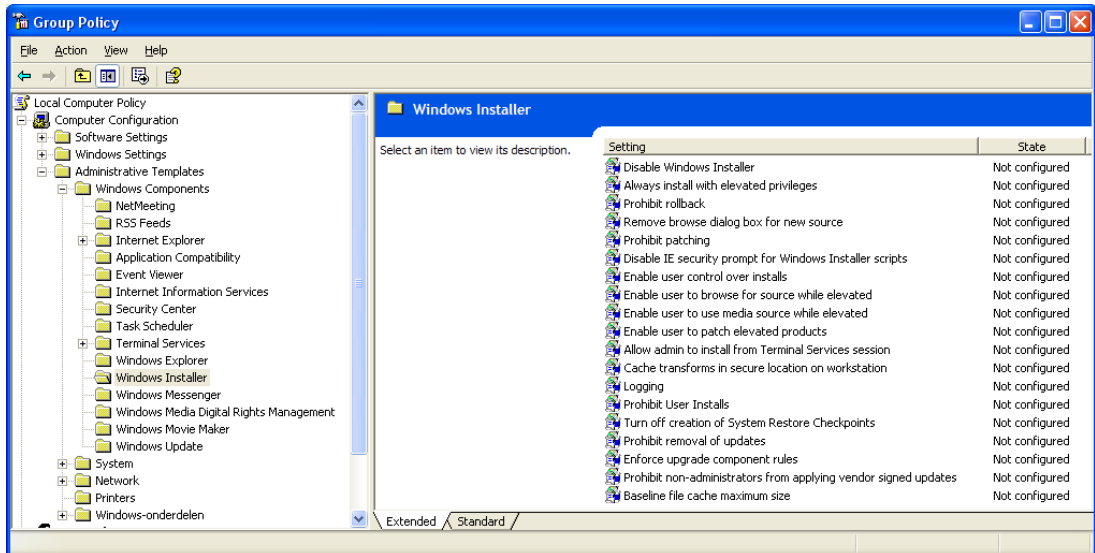 Group Policy
File Action View Help
Local Computer Policy
Computer Configuration
Software Settings
Windows Settings
Administrative Templates
Windows Components
NetMeeting
RSS Feeds
Internet Explorer
Application Compatibility
Event Viewer
Internet Information Services
Security Center
Task Scheduler
Terminal Services
Windows Explorer
Windows Installer
Windows Messenger
Windows Media Digital Rights Management
Windows Movie Maker
Windows Update
System
Network
Printers
Windows-onderdelen
Windows Installer
Select an item to view its description.
Setting State
Disable Windows Installer Not configured
Always install with elevated privileges Not configured
Prohibit rollback Not configured
Remove browse dialog box for new source Not configured
Prohibit patching Not configured
Disable IE security prompt for Windows Installer scripts Not configured
Enable user control over installs Not configured
Enable user to browse for source while elevated Not configured
Enable user to use media source while elevated Not configured
Enable user to patch elevated products Not configured
Allow admin to install from Terminal Services session Not configured
Cache transforms in secure location on workstation Not configured
Logging Not configured
Prohibit User Installs Not configured
Turn off creation of System Restore Checkpoints Not configured
Prohibit removal of updates Not configured
Enforce upgrade component rules Not configured
Prohibit non-administrators from applying vendor signed updates Not configured
Baseline file cache maximum size Not configured
Extended Standard